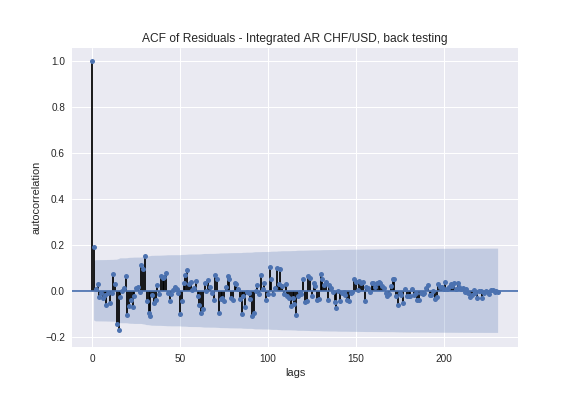 ACF of Residuals - Integrated AR CHF/USD, back testing
1.0
0.8
0.6
0.4
0.2
0.0
−0.2
autocorrelation
0 50 100 150 200
lags